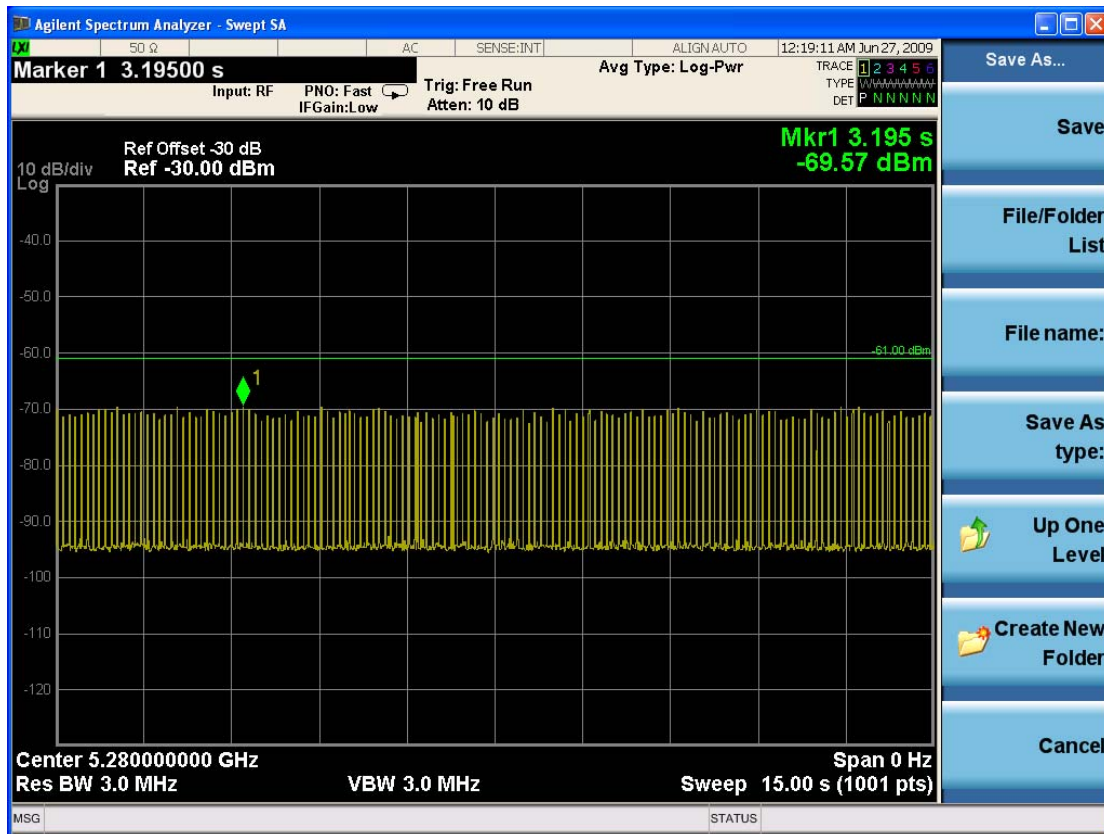 Agilent Spectrum Analyzer - Swept SA
LXI 50 Ω AC SENSE:INT ALIGN AUTO 12:19:11 AM Jun 27, 2009
Marker 1 3.19500 s
Input: RF
PNO: Fast
IFGain:Low
Trig: Free Run
Atten: 10 dB
Avg Type: Log-Pwr
TRACE 1 2 3 4 5 6
TYPE WWWWWWW
DET P N N N N N
Mkr1 3.195 s
-69.57 dBm
Ref Offset -30 dB
10 dB/div Ref -30.00 dBm
Log
-40.0
-50.0
-60.0
-61.00 dBm
1
-70.0
-80.0
-90.0
-100
-110
-120
Center 5.280000000 GHz Span 0 Hz
Res BW 3.0 MHz VBW 3.0 MHz Sweep 15.00 s (1001 pts)
MSG STATUS
Save As...
Save
File/Folder
List
File name:
Save As
type:
Up One
Level
Create New
Folder
Cancel